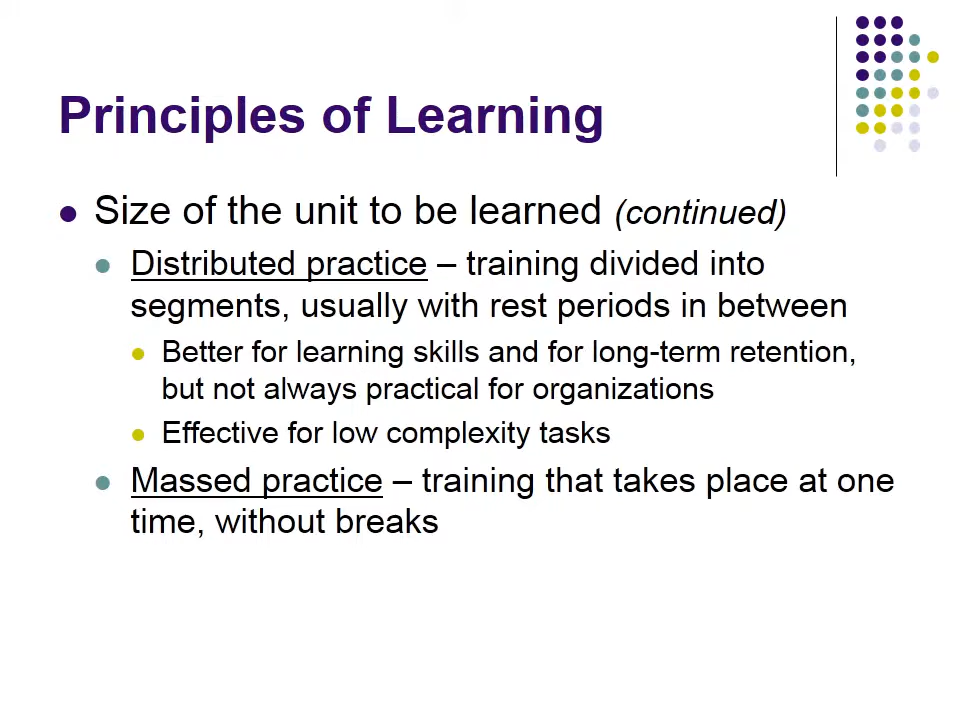 Principles of Learning
Size of the unit to be learned (continued)
Distributed practice – training divided into
segments, usually with rest periods in between
Better for learning skills and for long-term retention,
but not always practical for organizations
Effective for low complexity tasks
Massed practice – training that takes place at one
time, without breaks